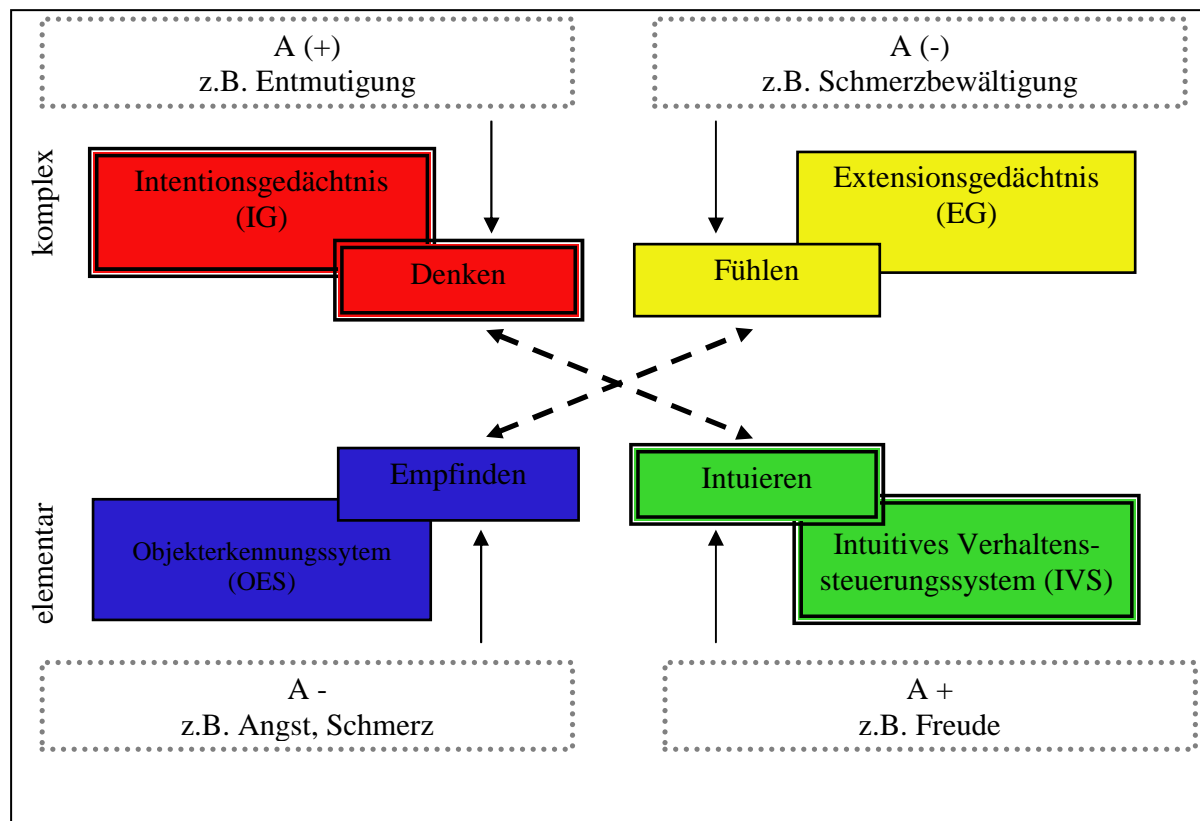 A (+)
z.B. Entmutigung
A (-)
z.B. Schmerzbewältigung
komplex
Intentionsgedächtnis
(IG)
Denken
Extensionsgedächtnis
(EG)
Fühlen
elementar
Empfinden
Objekterkennungssytem
(OES)
Intuieren
Intuitives Verhaltens-
steuerungssystem (IVS)
A -
z.B. Angst, Schmerz
A +
z.B. Freude